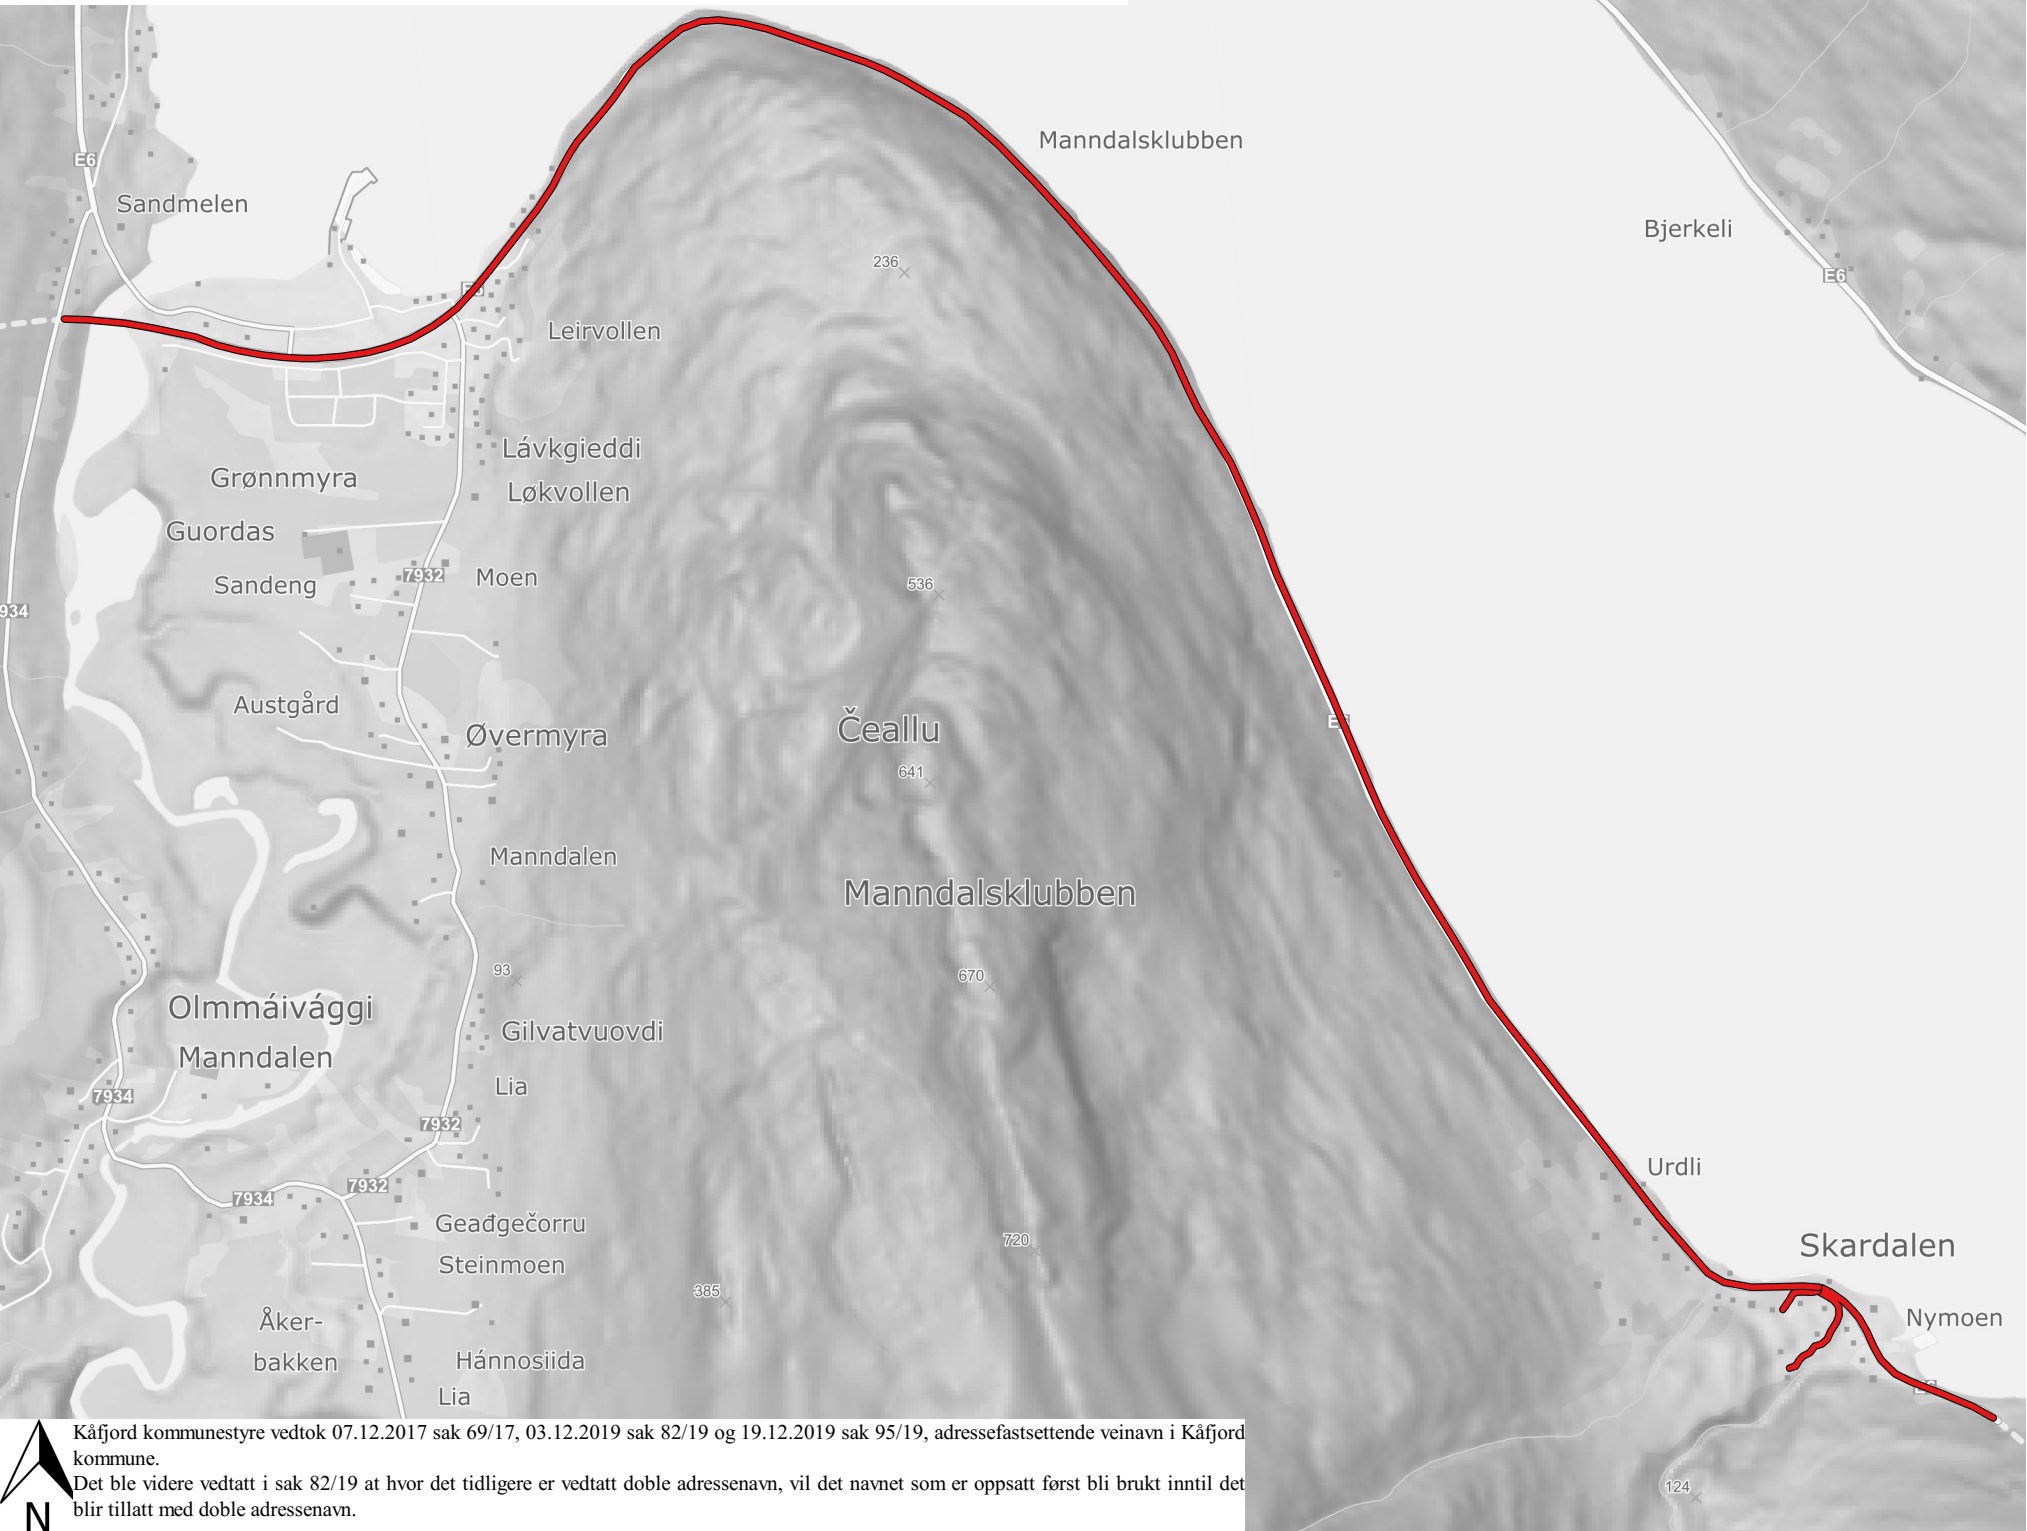 Manndalsklubben
E6
Sandmelen
Bjerkeli
236
E6
E6
Leirvollen
Lávkgieddi
Grønnmyra
Løkvollen
Guordas
7932
Moen
536
Sandeng
934
Austgård
Øvermyra
Čeallu
641
Manndalen
Manndalsklubben
93
670
Olmmáivággi
Gilvatvuovdi
Manndalen
Lia
7934
7932
Urdli
7932
7934
Geađgečorru
Skardalen
720
Steinmoen
385
Nymoen
Åker-
bakken
Hánnosiida
Lia
Kåfjord kommunestyre vedtok 07.12.2017 sak 69/17, 03.12.2019 sak 82/19 og 19.12.2019 sak 95/19, adressefastsettende veinavn i Kåfjord
kommune.
Det ble videre vedtatt i sak 82/19 at hvor det tidligere er vedtatt doble adressenavn, vil det navnet som er oppsatt først bli brukt inntil det
blir tillatt med doble adressenavn.
124
N